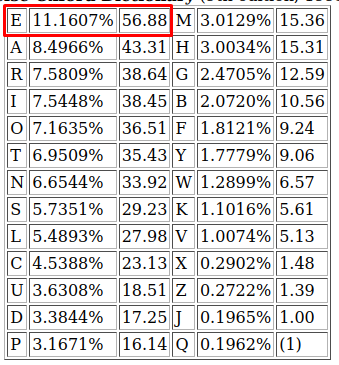 E 11.1607% 56.88 M 3.0129% 15.36
A 8.4966% 43.31 H 3.0034% 15.31
R 7.5809% 38.64 G 2.4705% 12.59
I 7.5448% 38.45 B 2.0720% 10.56
O 7.1635% 36.51 F 1.8121% 9.24
T 6.9509% 35.43 Y 1.7779% 9.06
N 6.6544% 33.92 W 1.2899% 6.57
S 5.7351% 29.23 K 1.1016% 5.61
L 5.4893% 27.98 V 1.0074% 5.13
C 4.5388% 23.13 X 0.2902% 1.48
U 3.6308% 18.51 Z 0.2722% 1.39
D 3.3844% 17.25 J 0.1965% 1.00
P 3.1671% 16.14 Q 0.1962% (1)